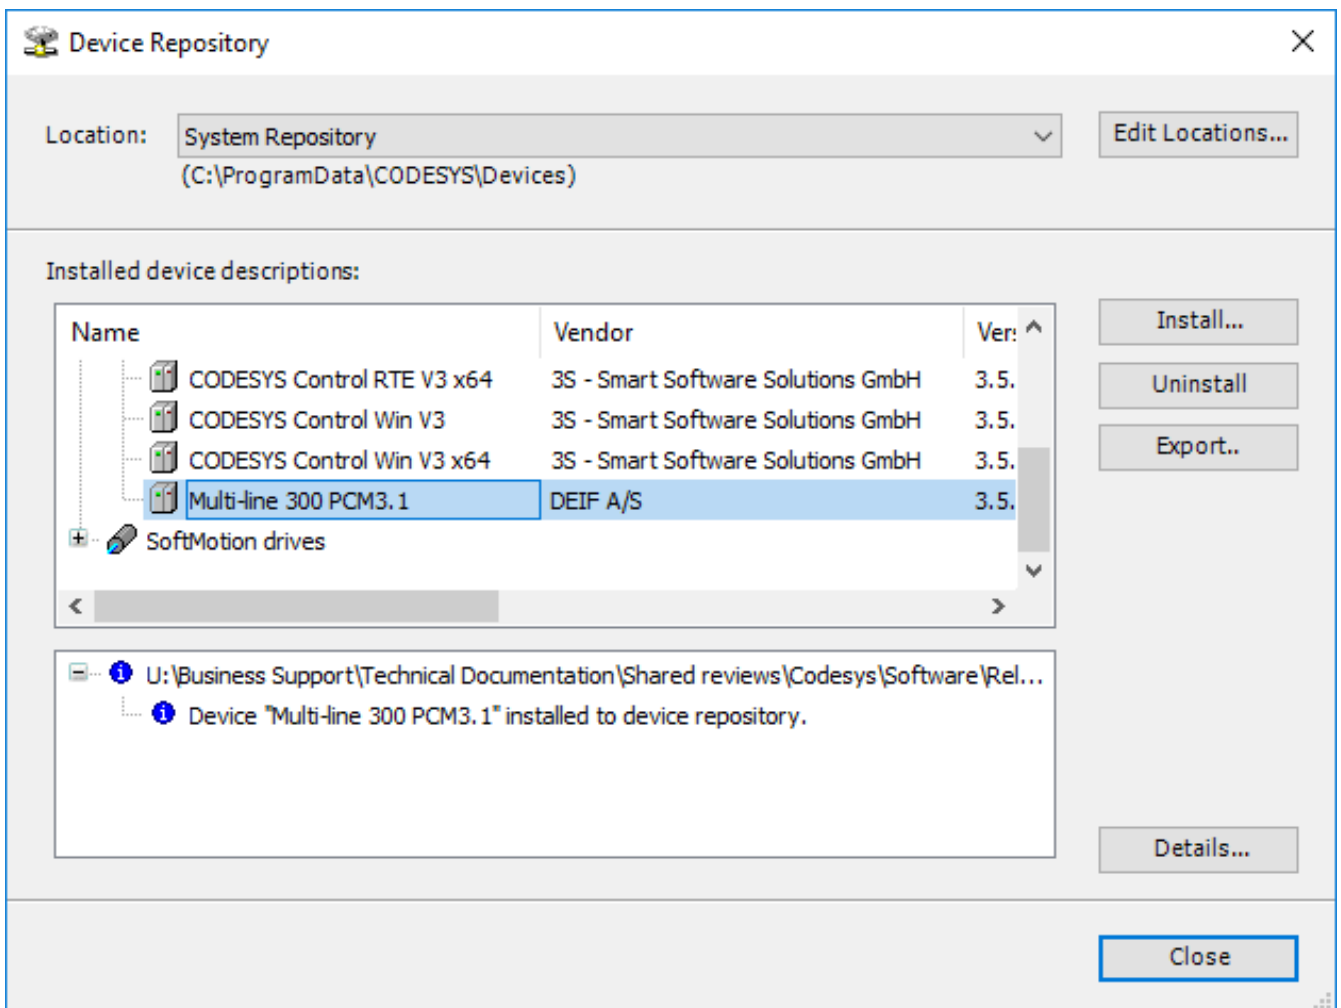 Device Repository
Location: System Repository Edit Locations...
(C:\ProgramData\CODESYS\Devices)
Installed device descriptions:
Name Vendor Vers
Install...
CODESYS Control RTE V3 x64 3S - Smart Software Solutions GmbH 3.5.
CODESYS Control Win V3 3S - Smart Software Solutions GmbH 3.5.
Uninstall
CODESYS Control Win V3 x64 3S - Smart Software Solutions GmbH 3.5.
Export..
Multi-line 300 PCM3.1 DEIF A/S 3.5.
SoftMotion drives
U:\Business Support\Technical Documentation\Shared reviews\Codesys\Software\Rel...
Device "Multi-line 300 PCM3.1" installed to device repository.
Details...
Close